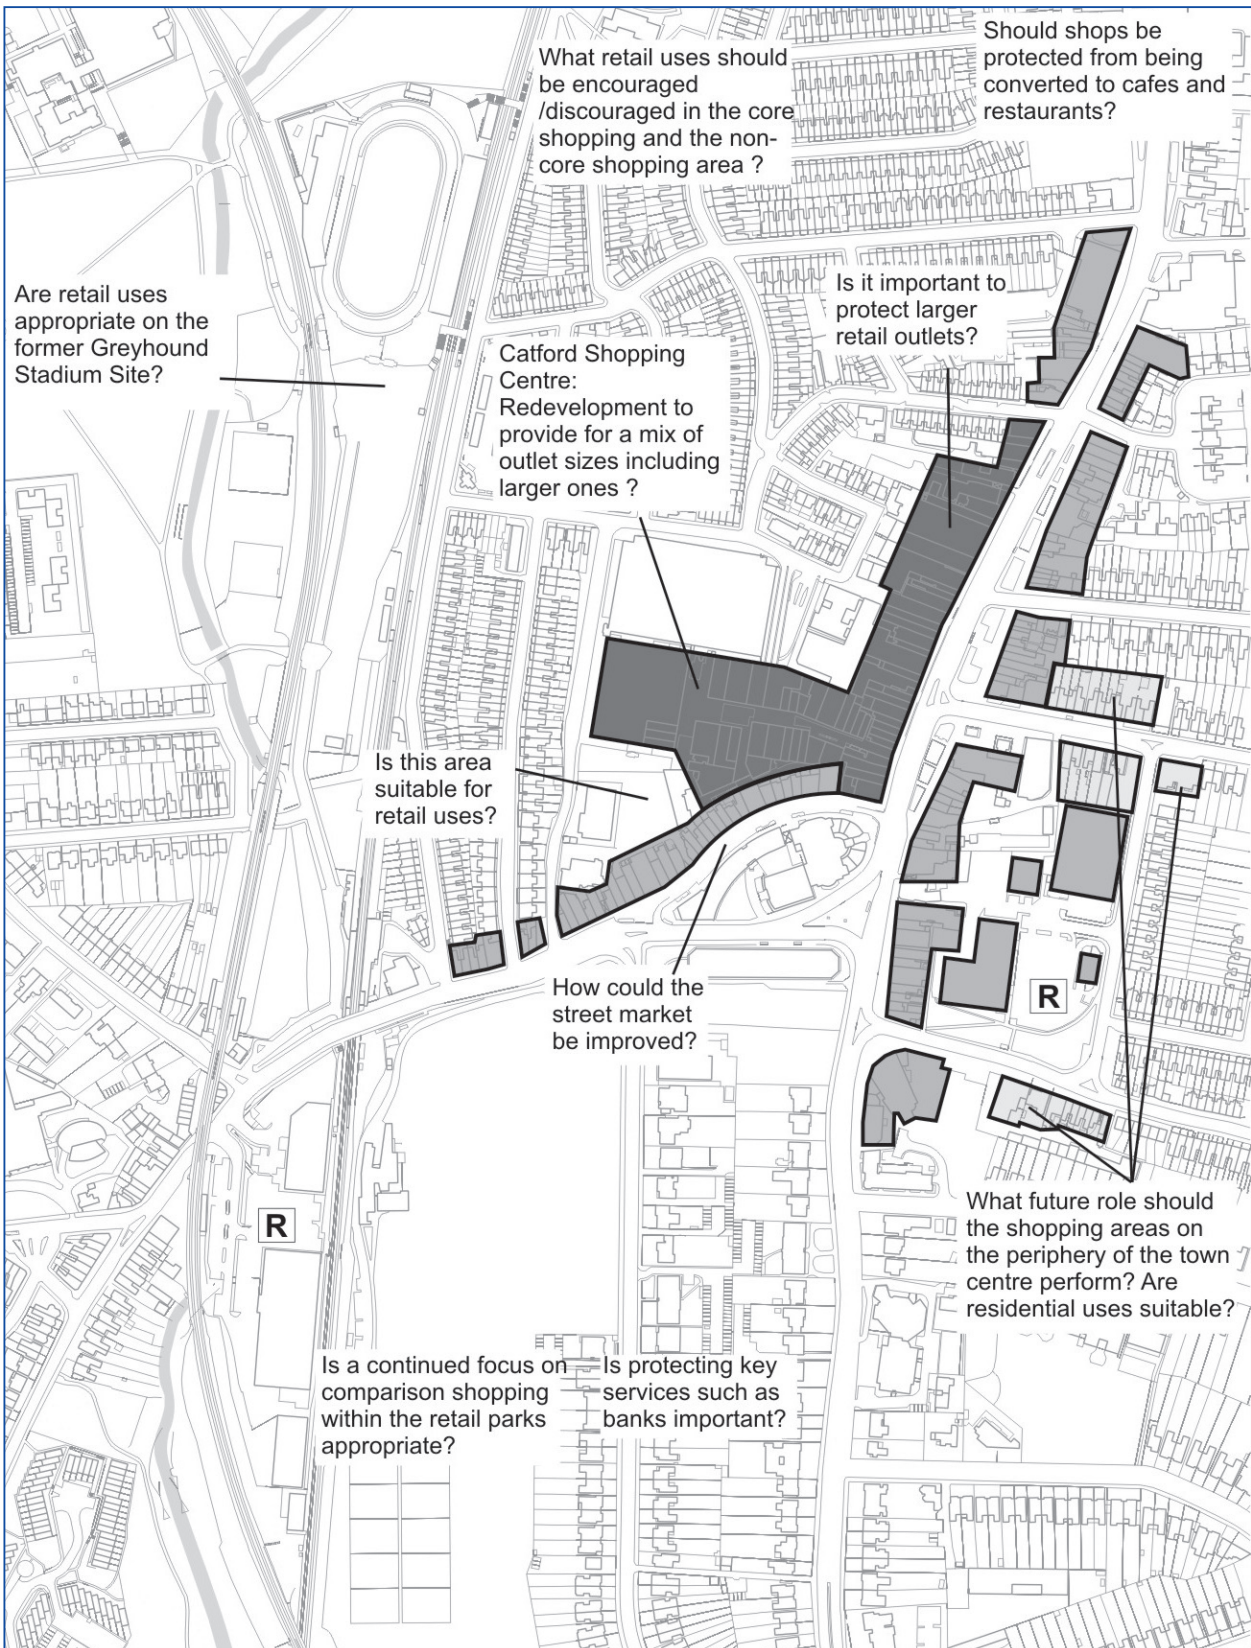 What retail uses should
be encouraged
/discouraged in the core
shopping and the non-
core shopping area ?
Should shops be
protected from being
converted to cafes and
restaurants?
Are retail uses
appropriate on the
former Greyhound
Stadium Site?
Is it important to
protect larger
retail outlets?
Catford Shopping
Centre:
Redevelopment to
provide for a mix of
outlet sizes including
larger ones ?
Is this area
suitable for
retail uses?
How could the
street market
be improved?
R
What future role should
the shopping areas on
the periphery of the town
centre perform? Are
residential uses suitable?
R
Is a continued focus on
comparison shopping
within the retail parks
appropriate?
Is protecting key
services such as
banks important?